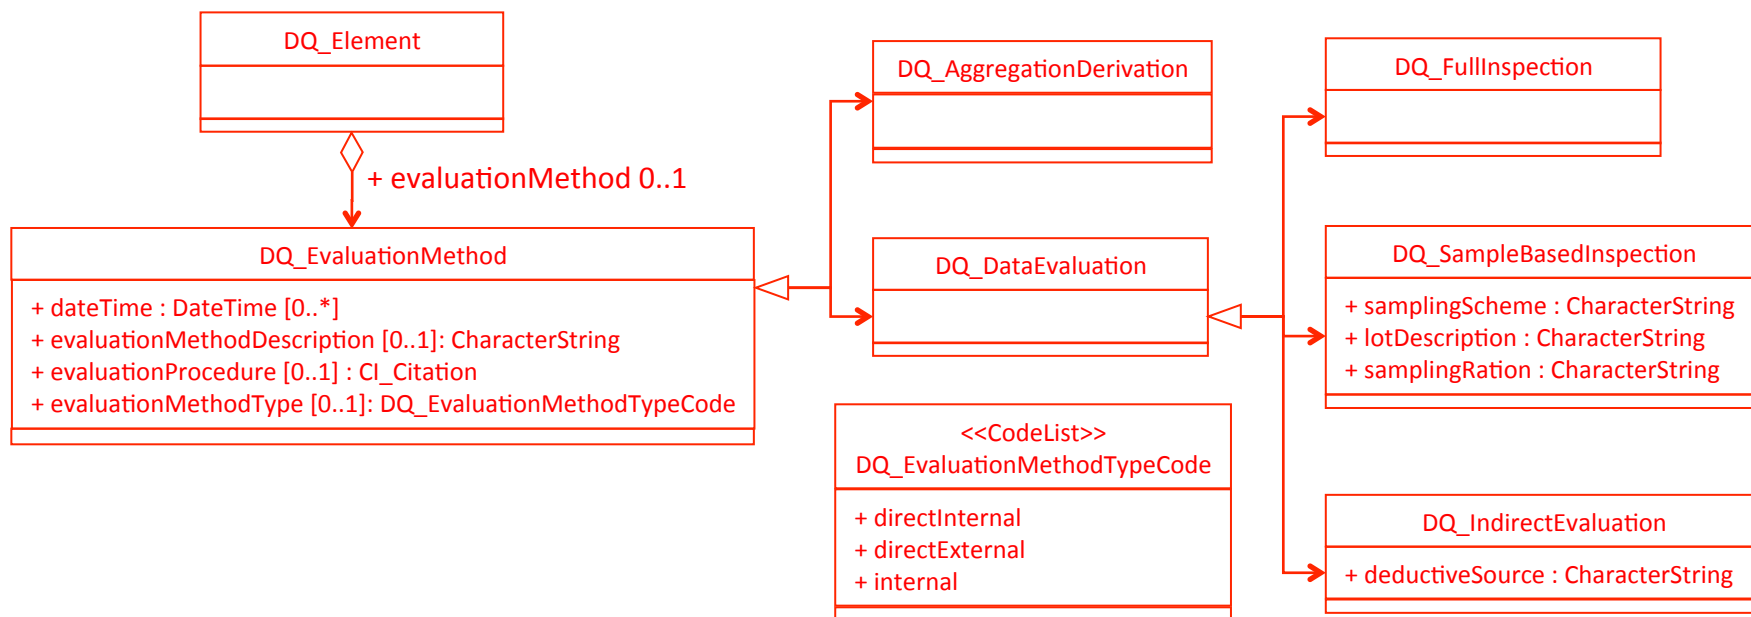 DQ_Element
+ evaluationMethod 0..1
DQ_EvaluationMethod
+ dateTime : DateTime [0..*]
+ evaluationMethodDescription [0..1]: CharacterString
+ evaluationProcedure [0..1] : CI_Citation
+ evaluationMethodType [0..1]: DQ_EvaluationMethodTypeCode
DQ_AggregationDerivation
DQ_DataEvaluation
<<CodeList>>
DQ_EvaluationMethodTypeCode
+ directInternal
+ directExternal
+ internal
DQ_FullInspection
DQ_SampleBasedInspection
+ samplingScheme : CharacterString
+ lotDescription : CharacterString
+ samplingRation : CharacterString
DQ_IndirectEvaluation
+ deductiveSource : CharacterString